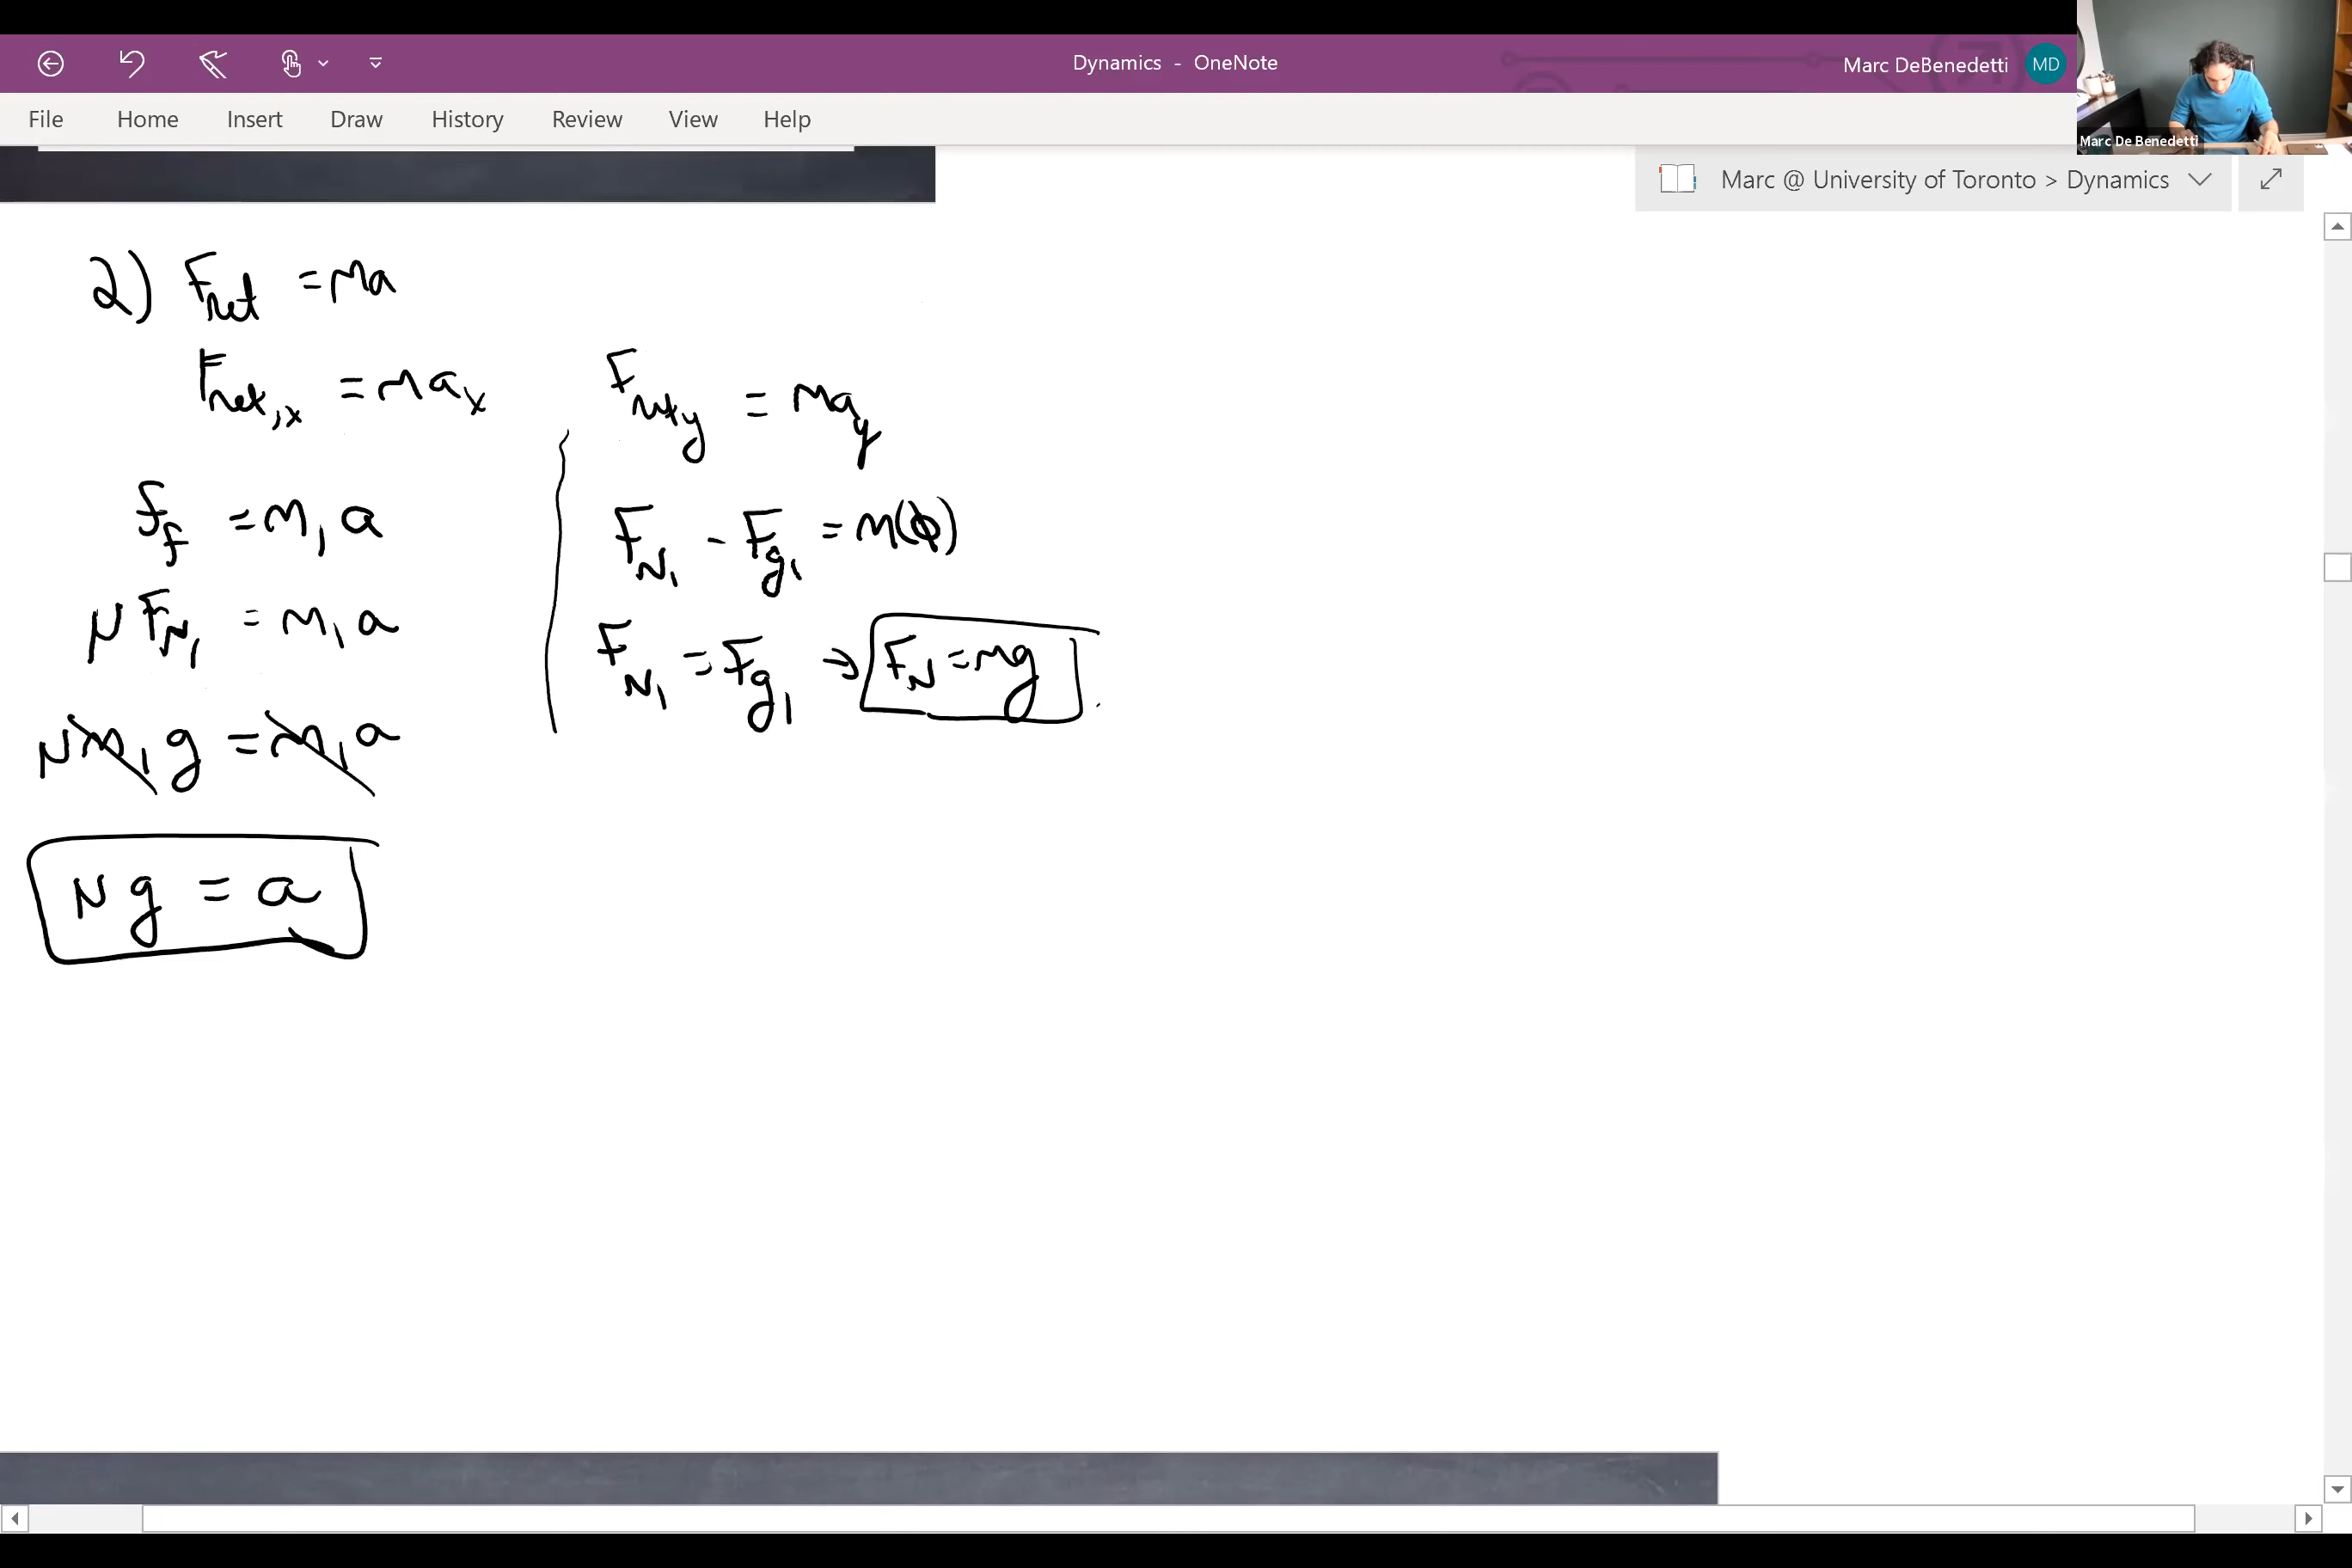 Dynamics - OneNote
Marc DeBenedetti MD
Marc De Benedetti
File Home Insert Draw History Review View Help
Marc @ University of Toronto > Dynamics
2) Fnet = ma
Fnet,x = max
Fnety = may
Ff = m1 a
FN1 - Fg1 = m(0)
μFN1 = m1 a
FN1 = Fg1 → FN = mg
μm1g = m1a
μg = a